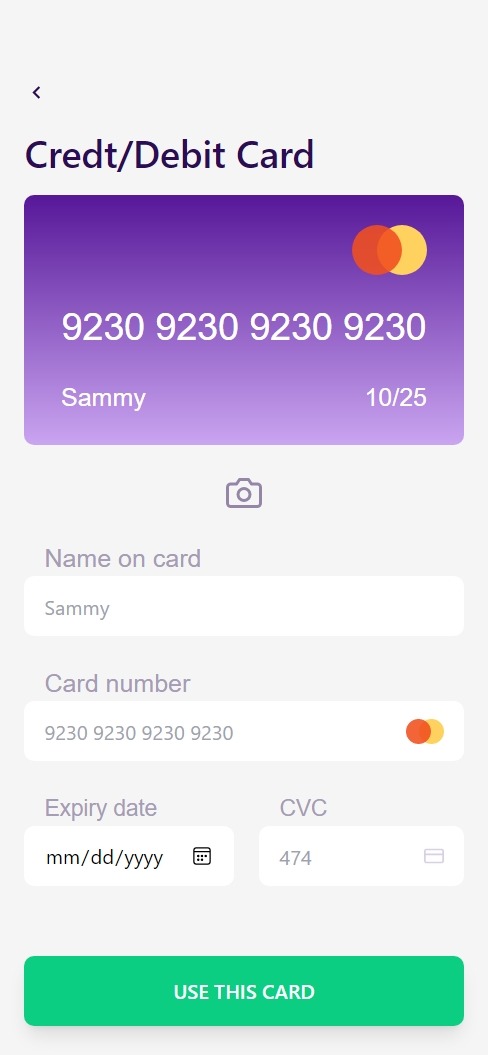 Credt/Debit Card
9230 9230 9230 9230
Sammy 10/25
Name on card
Sammy
Card number
9230 9230 9230 9230
Expiry date CVC
mm/dd/yyyy 474
USE THIS CARD